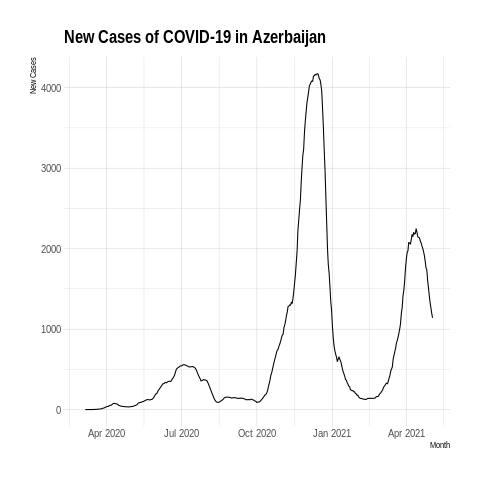 New Cases of COVID-19 in Azerbaijan
New Cases
4000
3000
2000
1000
0
Apr 2020 Jul 2020 Oct 2020 Jan 2021 Apr 2021
Month